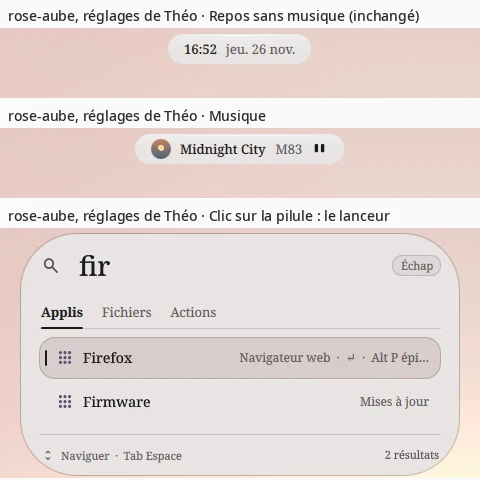 rose-aube, réglages de Théo · Repos sans musique (inchangé)
16:52 jeu. 26 nov.
rose-aube, réglages de Théo · Musique
Midnight City M83
rose-aube, réglages de Théo · Clic sur la pilule : le lanceur
fir Échap
Applis Fichiers Actions
Firefox Navigateur web · ↵ · Alt P épi…
Firmware Mises à jour
Naviguer · Tab Espace 2 résultats